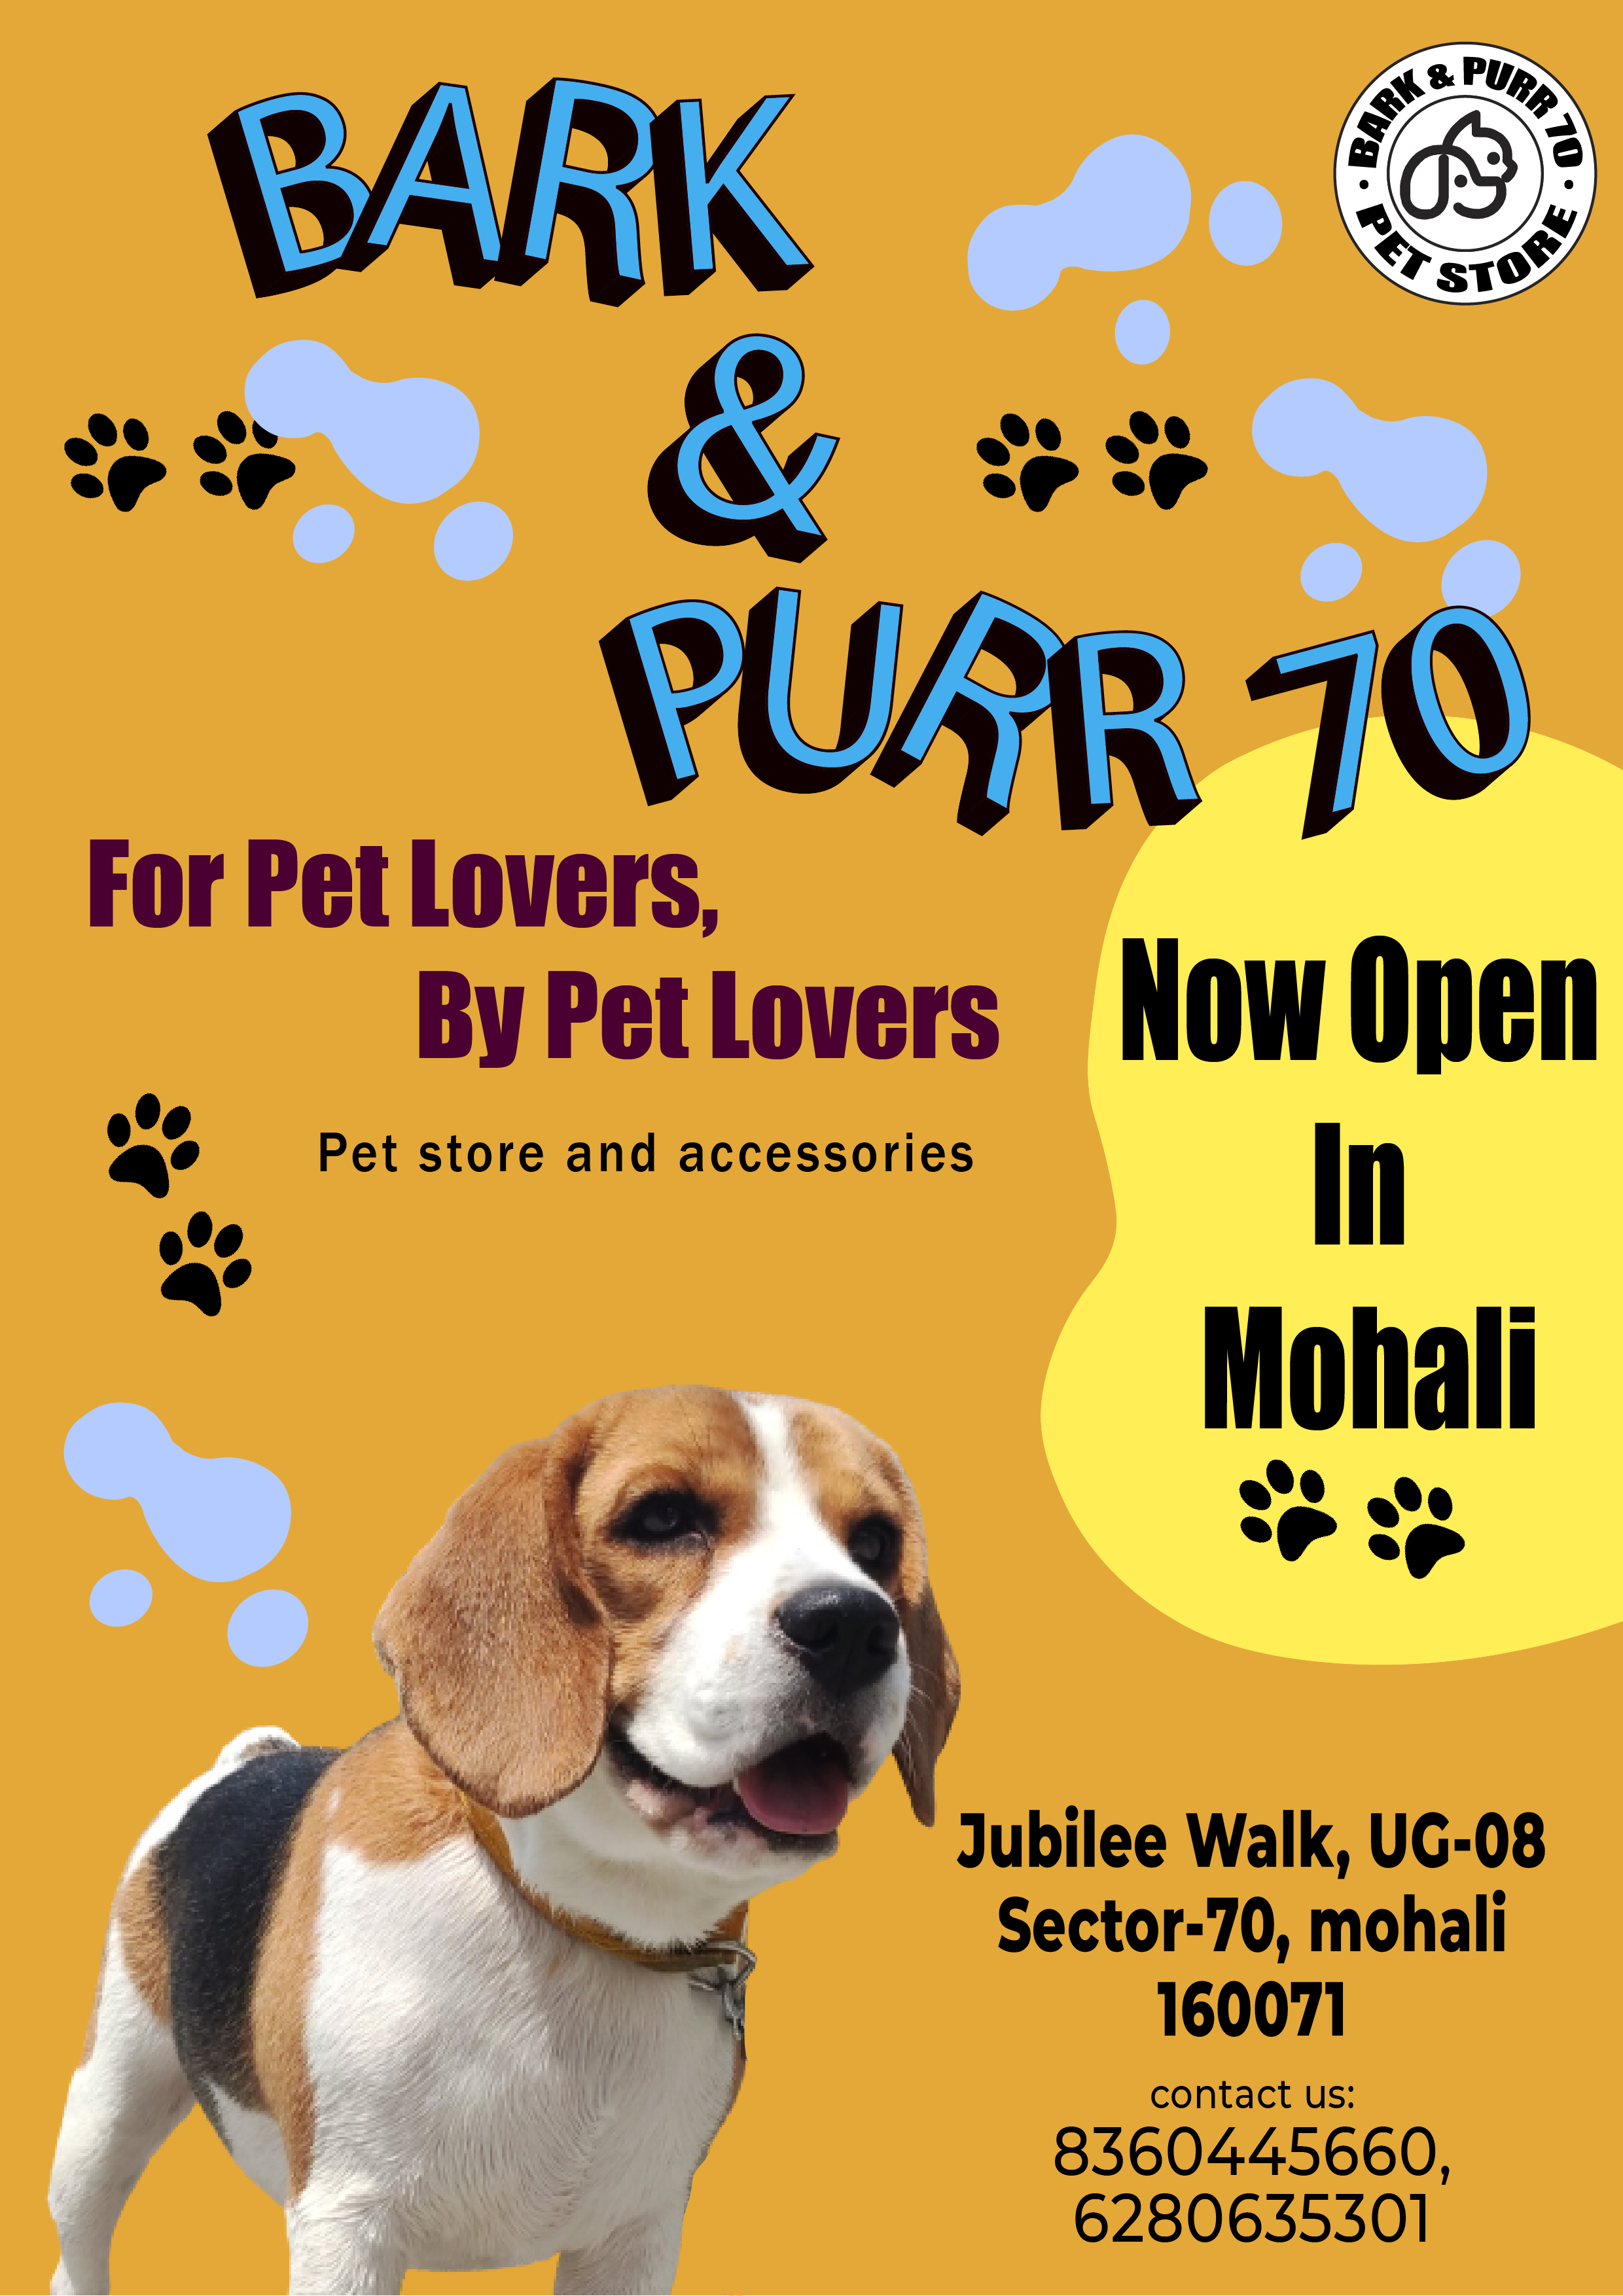 BARK
&
PURR 70
BARK & PURR 70
PET STORE
For Pet Lovers,
By Pet Lovers
Pet store and accessories
Now Open
In
Mohali
Jubilee Walk, UG-08
Sector-70, mohali
160071
contact us:
8360445660,
6280635301